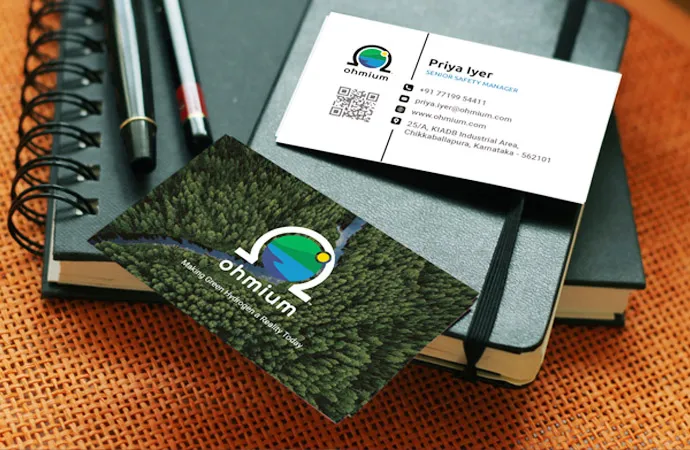 ohmium
Priya Iyer
SENIOR SAFETY MANAGER
+91 77199 54411
priya.iyer@ohmium.com
www.ohmium.com
25/A, KIADB Industrial Area,
Chikkaballapura, Karnataka - 562101
ohmium
Making Green Hydrogen a Reality Today.